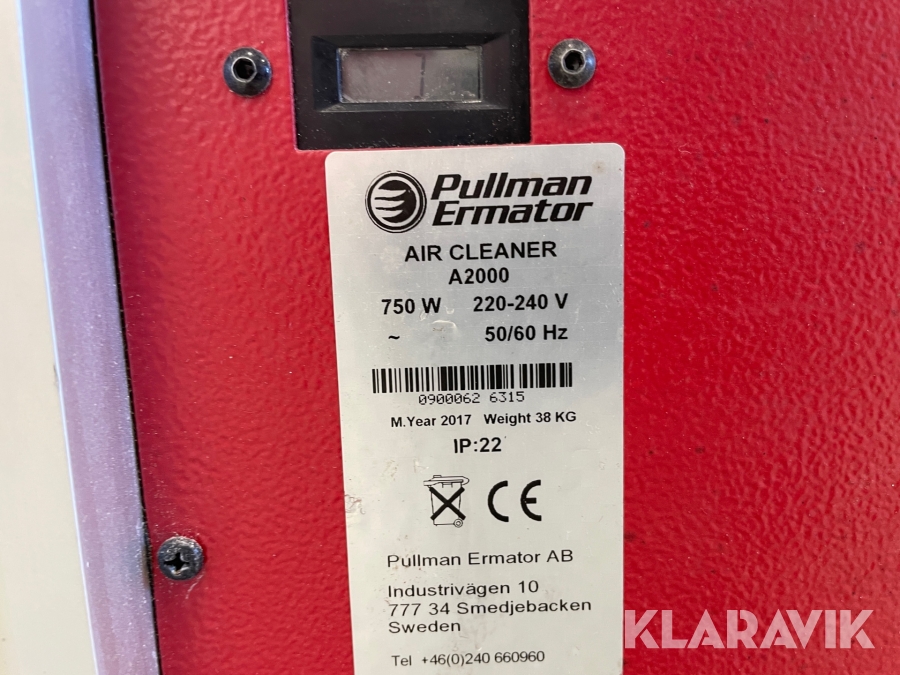 Pullman
Ermator
AIR CLEANER
A2000
750 W 220-240 V
~ 50/60 Hz
0900062 6315
M.Year 2017 Weight 38 KG
IP:22
CE
Pullman Ermator AB
Industrivägen 10
777 34 Smedjebacken
Sweden
Tel +46(0)240 660960
KLARAVIK